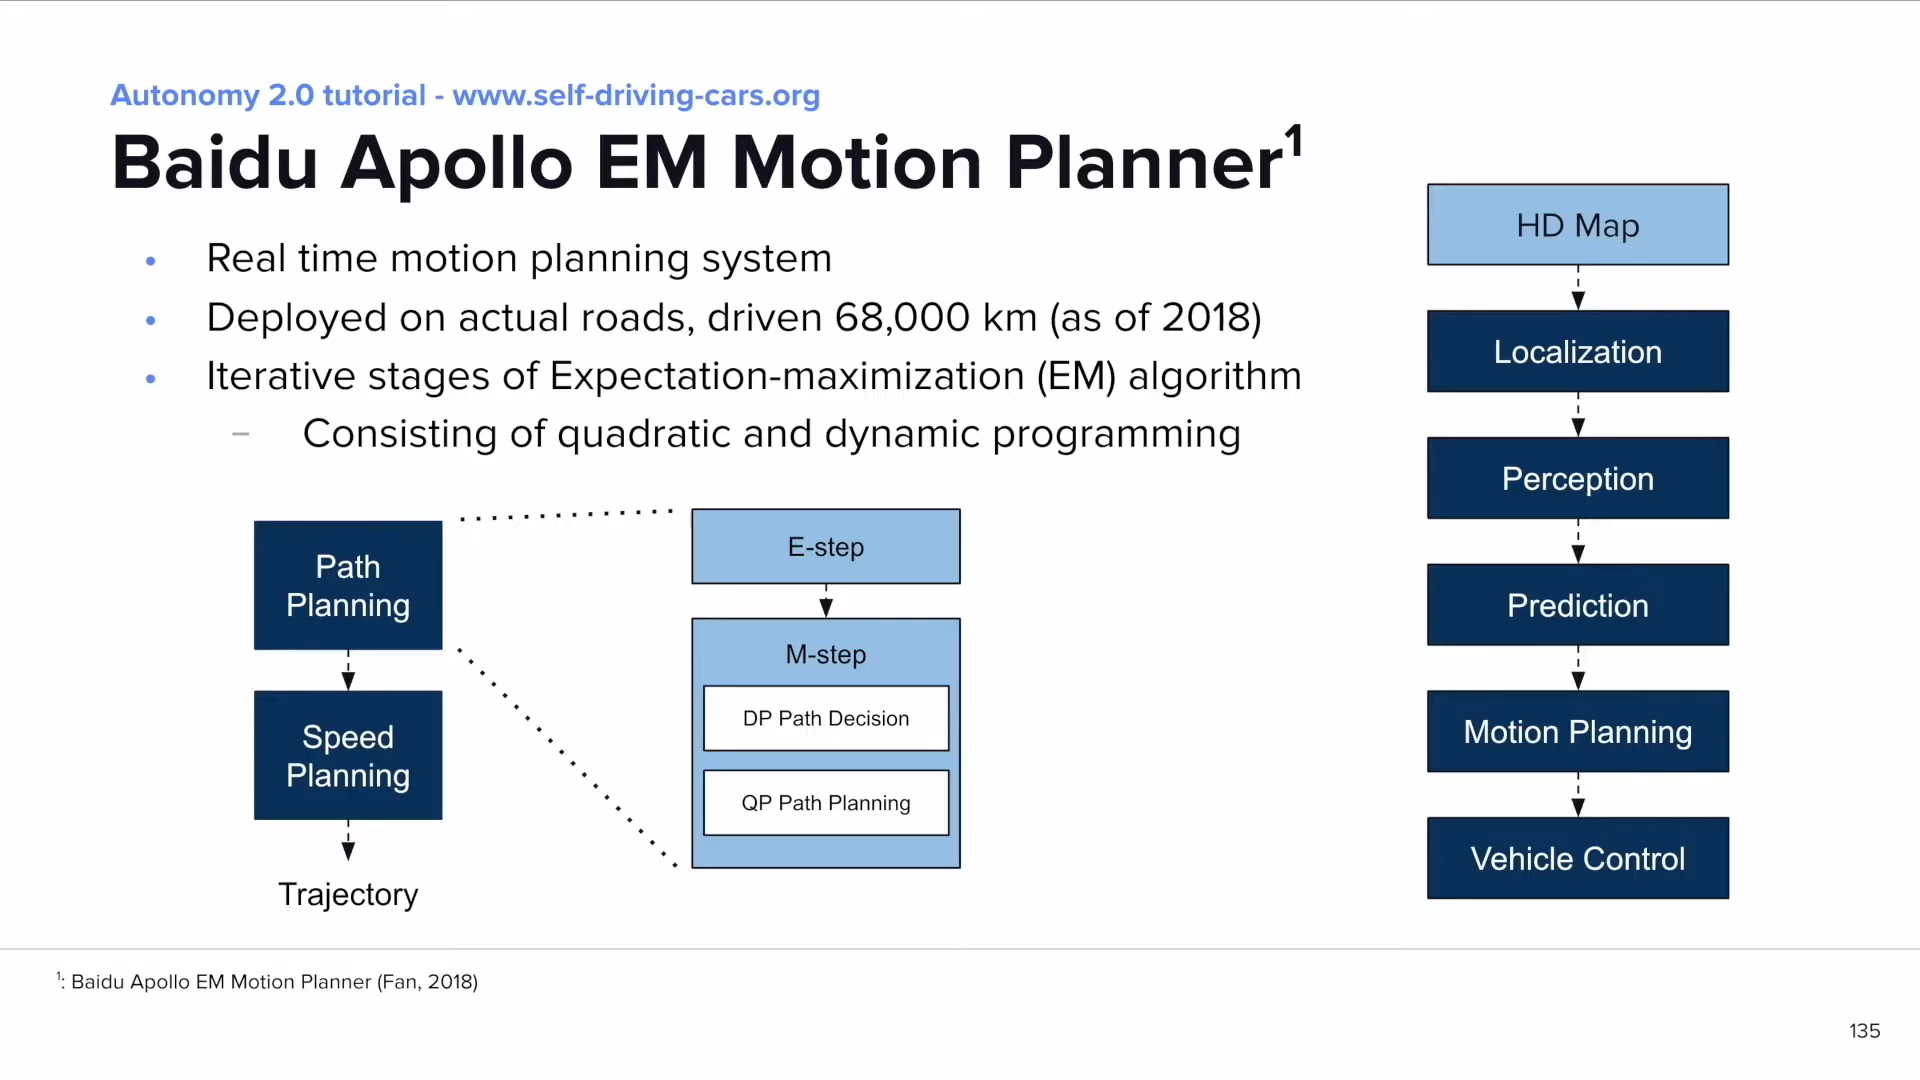 Autonomy 2.0 tutorial - www.self-driving-cars.org
Baidu Apollo EM Motion Planner¹
• Real time motion planning system
• Deployed on actual roads, driven 68,000 km (as of 2018)
• Iterative stages of Expectation-maximization (EM) algorithm
– Consisting of quadratic and dynamic programming
Path
Planning
Speed
Planning
Trajectory
E-step
M-step
DP Path Decision
QP Path Planning
HD Map
Localization
Perception
Prediction
Motion Planning
Vehicle Control
¹: Baidu Apollo EM Motion Planner (Fan, 2018)
135